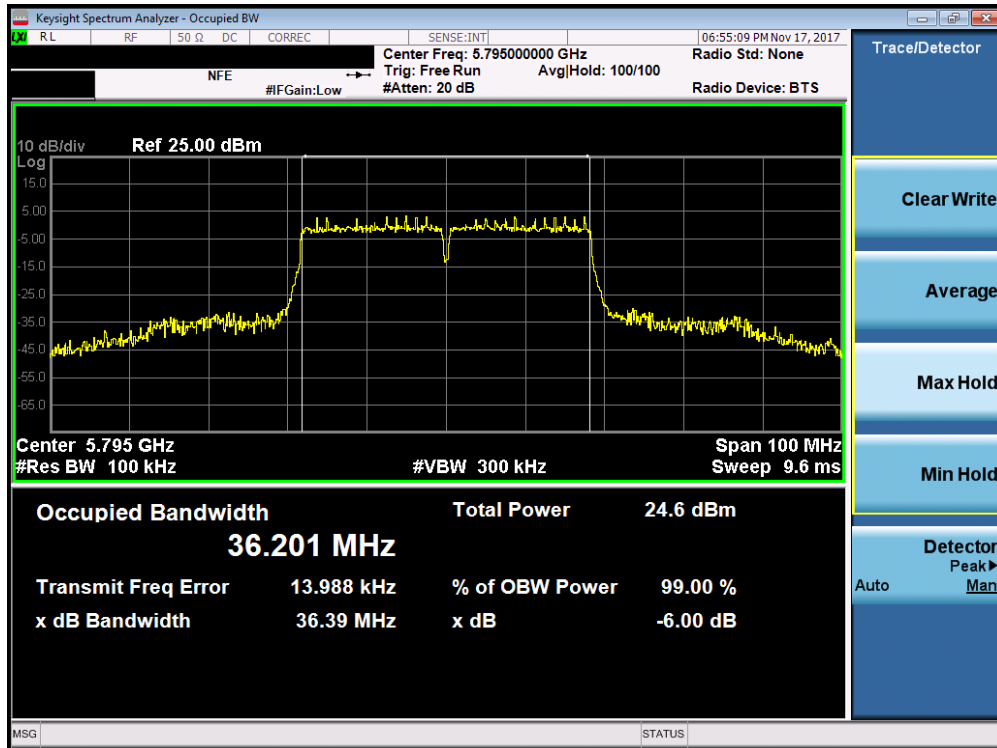 Keysight Spectrum Analyzer - Occupied BW
LXI RL RF 50 Ω DC CORREC SENSE:INT 06:55:09 PM Nov 17, 2017
Center Freq: 5.795000000 GHz Radio Std: None
NFE Trig: Free Run Avg|Hold: 100/100
#IFGain:Low #Atten: 20 dB Radio Device: BTS
Trace/Detector
10 dB/div Ref 25.00 dBm
Log
15.0
5.00
-5.00
-15.0
-25.0
-35.0
-45.0
-55.0
-65.0
Center 5.795 GHz Span 100 MHz
#Res BW 100 kHz #VBW 300 kHz Sweep 9.6 ms
Occupied Bandwidth Total Power 24.6 dBm
36.201 MHz
Transmit Freq Error 13.988 kHz % of OBW Power 99.00 %
x dB Bandwidth 36.39 MHz x dB -6.00 dB
Clear Write
Average
Max Hold
Min Hold
Detector
Peak▶
Auto Man
MSG STATUS